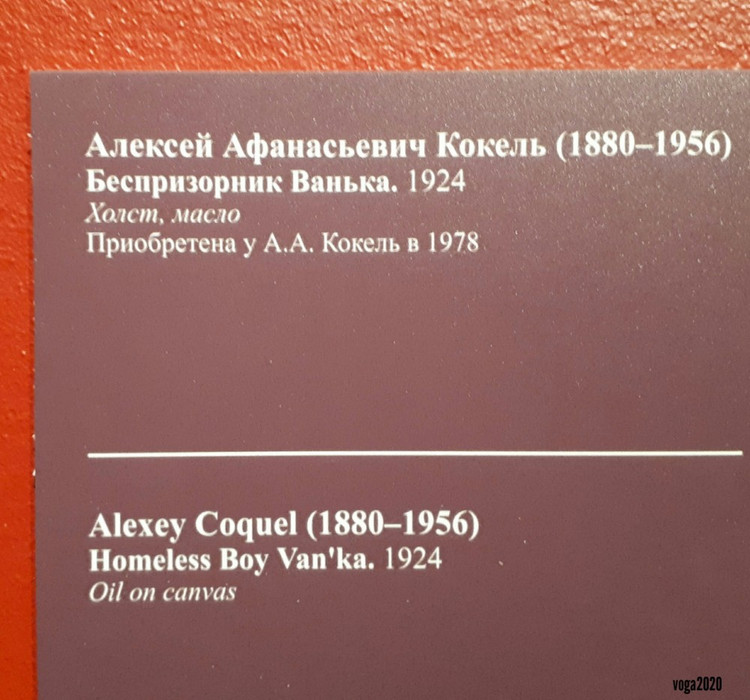 Алексей Афанасьевич Кокель (1880–1956)
Беспризорник Ванька. 1924
Холст, масло
Приобретена у А.А. Кокель в 1978
Alexey Coquel (1880–1956)
Homeless Boy Van'ka. 1924
Oil on canvas
voga2020